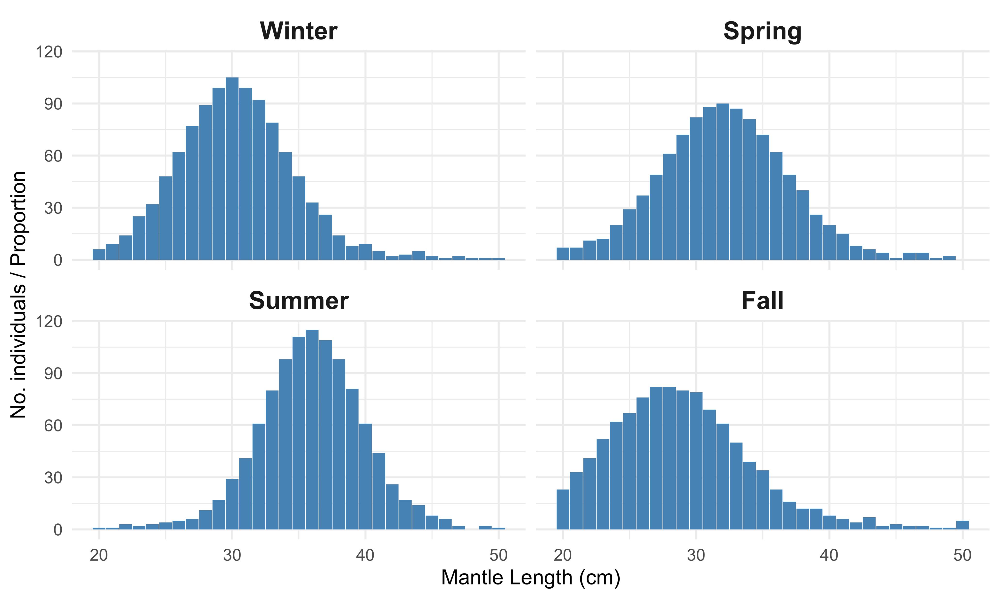 Winter
Spring
120
90
60
30
0
Summer
Fall
120
90
60
30
0
20 30 40 50 20 30 40 50
Mantle Length (cm)
No. individuals / Proportion